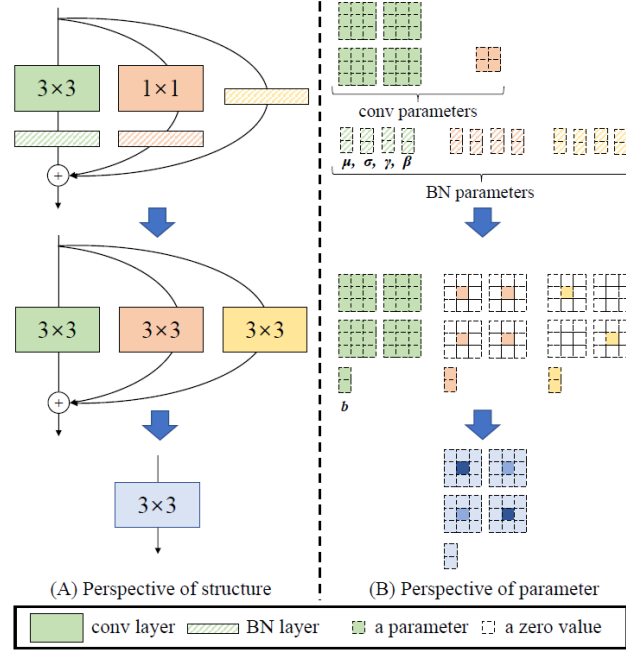 3×3
1×1
conv parameters
μ, σ, γ, β
BN parameters
+
3×3
3×3
3×3
b
+
3×3
(A) Perspective of structure
(B) Perspective of parameter
conv layer
BN layer
a parameter
a zero value